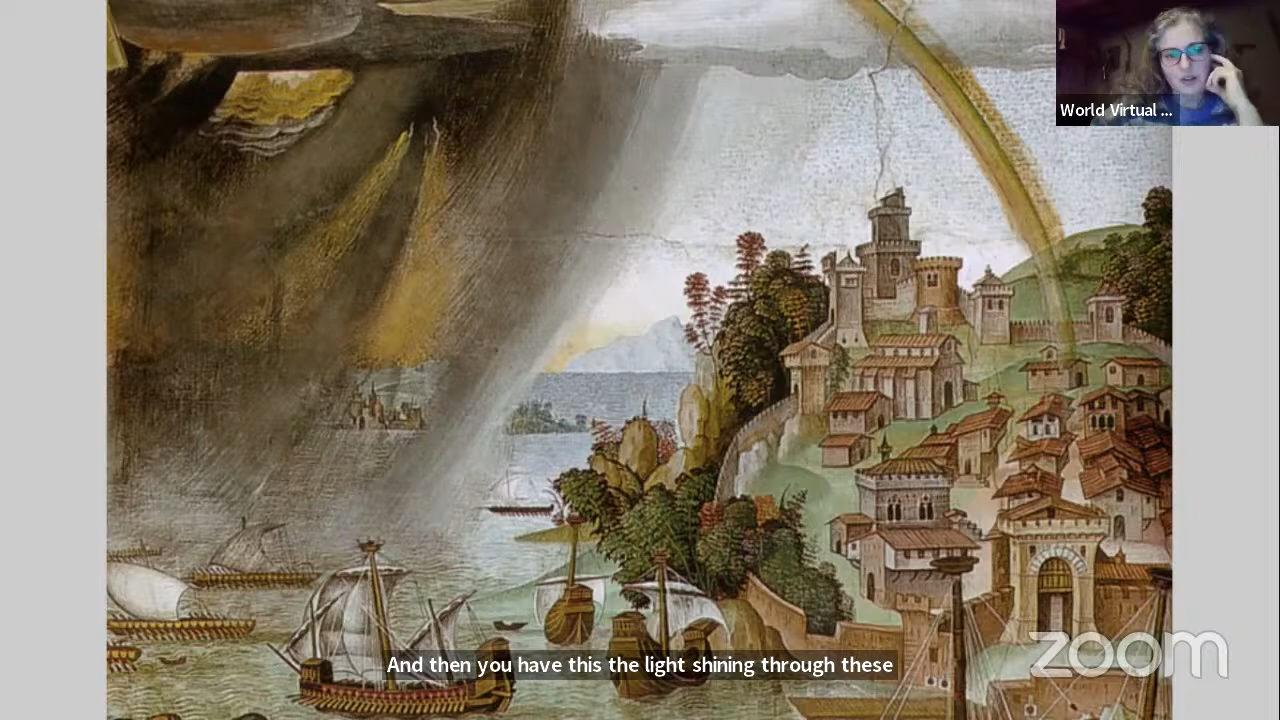 World Virtual ...
And then you have this the light shining through these
zoom